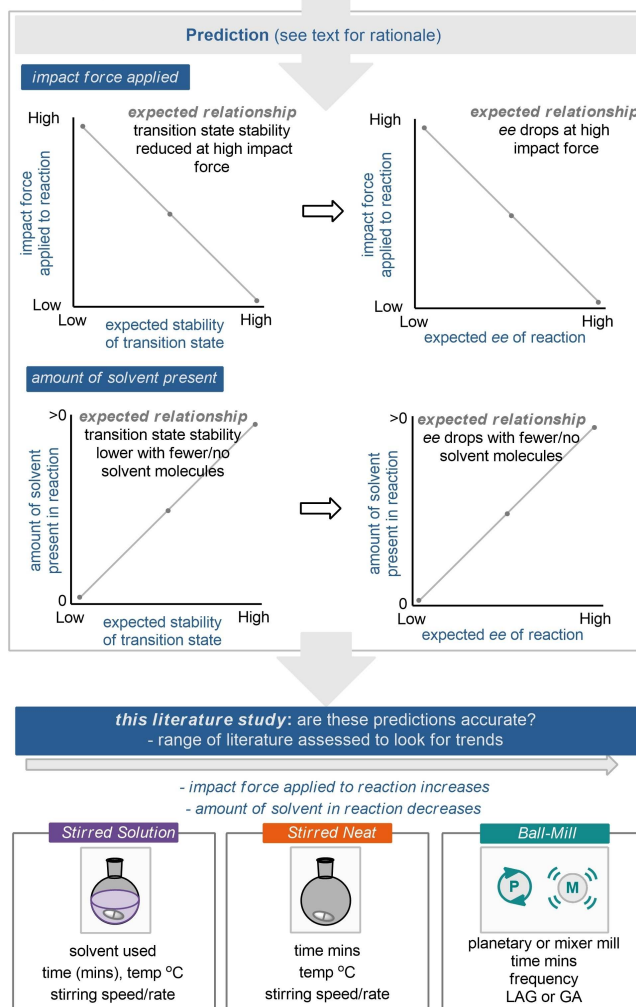 Prediction (see text for rationale)
impact force applied
expected relationship
transition state stability
reduced at high impact
force
High
impact force
applied to reaction
Low
Low
High
expected stability
of transition state
expected relationship
ee drops at high
impact force
High
impact force
applied to reaction
Low
Low
High
expected ee of reaction
amount of solvent present
expected relationship
transition state stability
lower with fewer/no
solvent molecules
>0
amount of solvent
present in reaction
0
Low
High
expected stability
of transition state
expected relationship
ee drops with fewer/no
solvent molecules
>0
amount of solvent
present in reaction
0
Low
High
expected ee of reaction
this literature study: are these predictions accurate?
- range of literature assessed to look for trends
- impact force applied to reaction increases
- amount of solvent in reaction decreases
Stirred Solution
solvent used
time (mins), temp ºC
stirring speed/rate
Stirred Neat
time mins
temp ºC
stirring speed/rate
Ball-Mill
P
M
planetary or mixer mill
time mins
frequency
LAG or GA